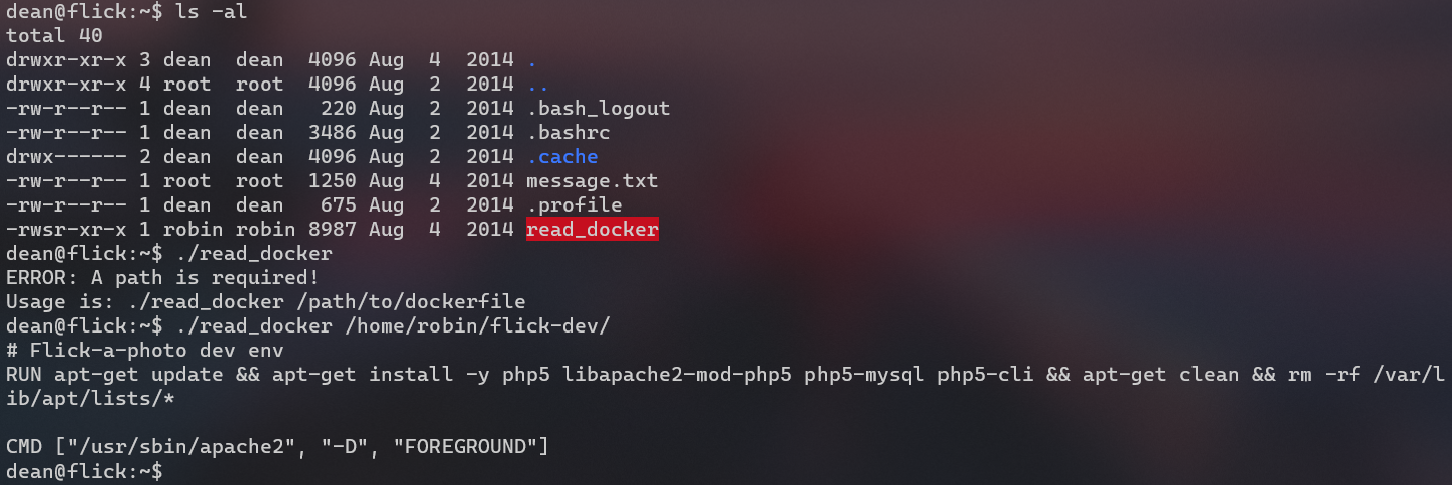 dean@flick:~$ ls -al
total 40
drwxr-xr-x 3 dean  dean  4096 Aug  4  2014 .
drwxr-xr-x 4 root  root  4096 Aug  2  2014 ..
-rw-r--r-- 1 dean  dean   220 Aug  2  2014 .bash_logout
-rw-r--r-- 1 dean  dean  3486 Aug  2  2014 .bashrc
drwx------ 2 dean  dean  4096 Aug  2  2014 .cache
-rw-r--r-- 1 root  root  1250 Aug  4  2014 message.txt
-rw-r--r-- 1 dean  dean   675 Aug  2  2014 .profile
-rwsr-xr-x 1 robin robin 8987 Aug  4  2014 read_docker
dean@flick:~$ ./read_docker
ERROR: A path is required!
Usage is: ./read_docker /path/to/dockerfile
dean@flick:~$ ./read_docker /home/robin/flick-dev/
# Flick-a-photo dev env
RUN apt-get update && apt-get install -y php5 libapache2-mod-php5 php5-mysql php5-cli && apt-get clean && rm -rf /var/l
ib/apt/lists/*
CMD ["/usr/sbin/apache2", "-D", "FOREGROUND"]
dean@flick:~$